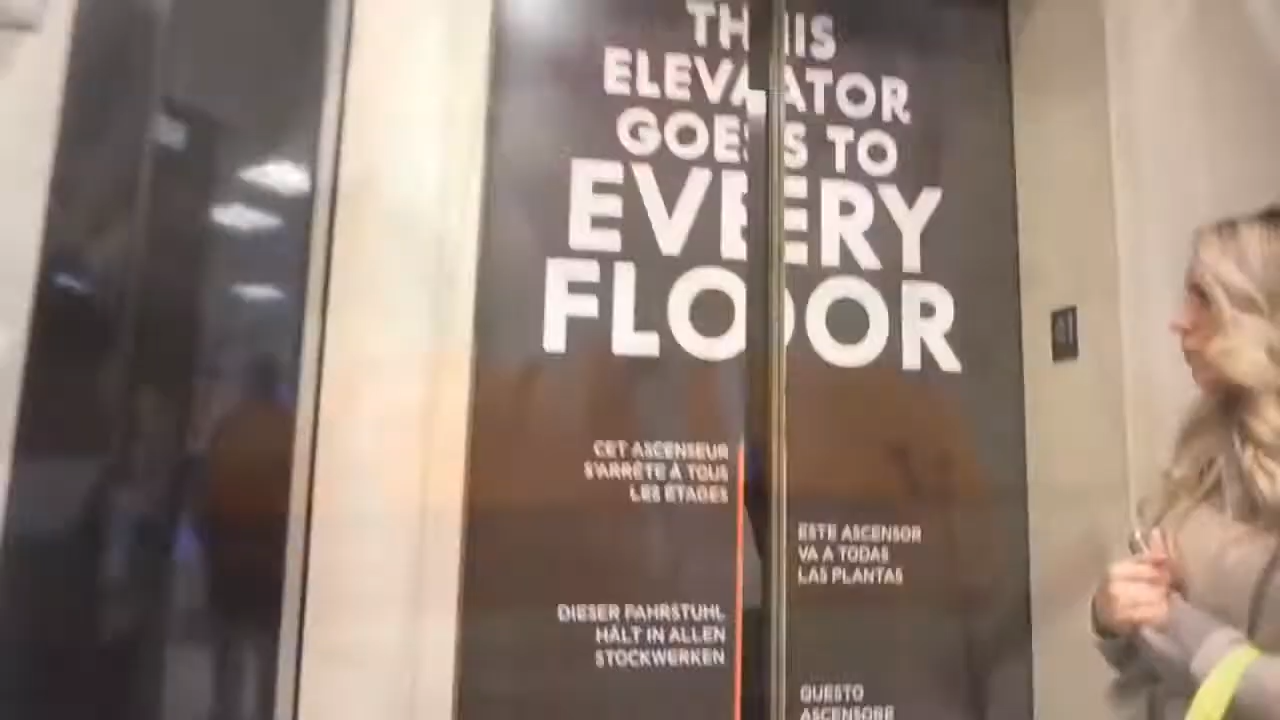 THIS
ELEVATOR
GOES TO
EVERY
FLOOR
CET ASCENSEUR
S'ARRÊTE À TOUS
LES ÉTAGES
ESTE ASCENSOR
VA A TODAS
LAS PLANTAS
DIESER FAHRSTUHL
HÄLT IN ALLEN
STOCKWERKEN
QUESTO
ASCENSORE
01